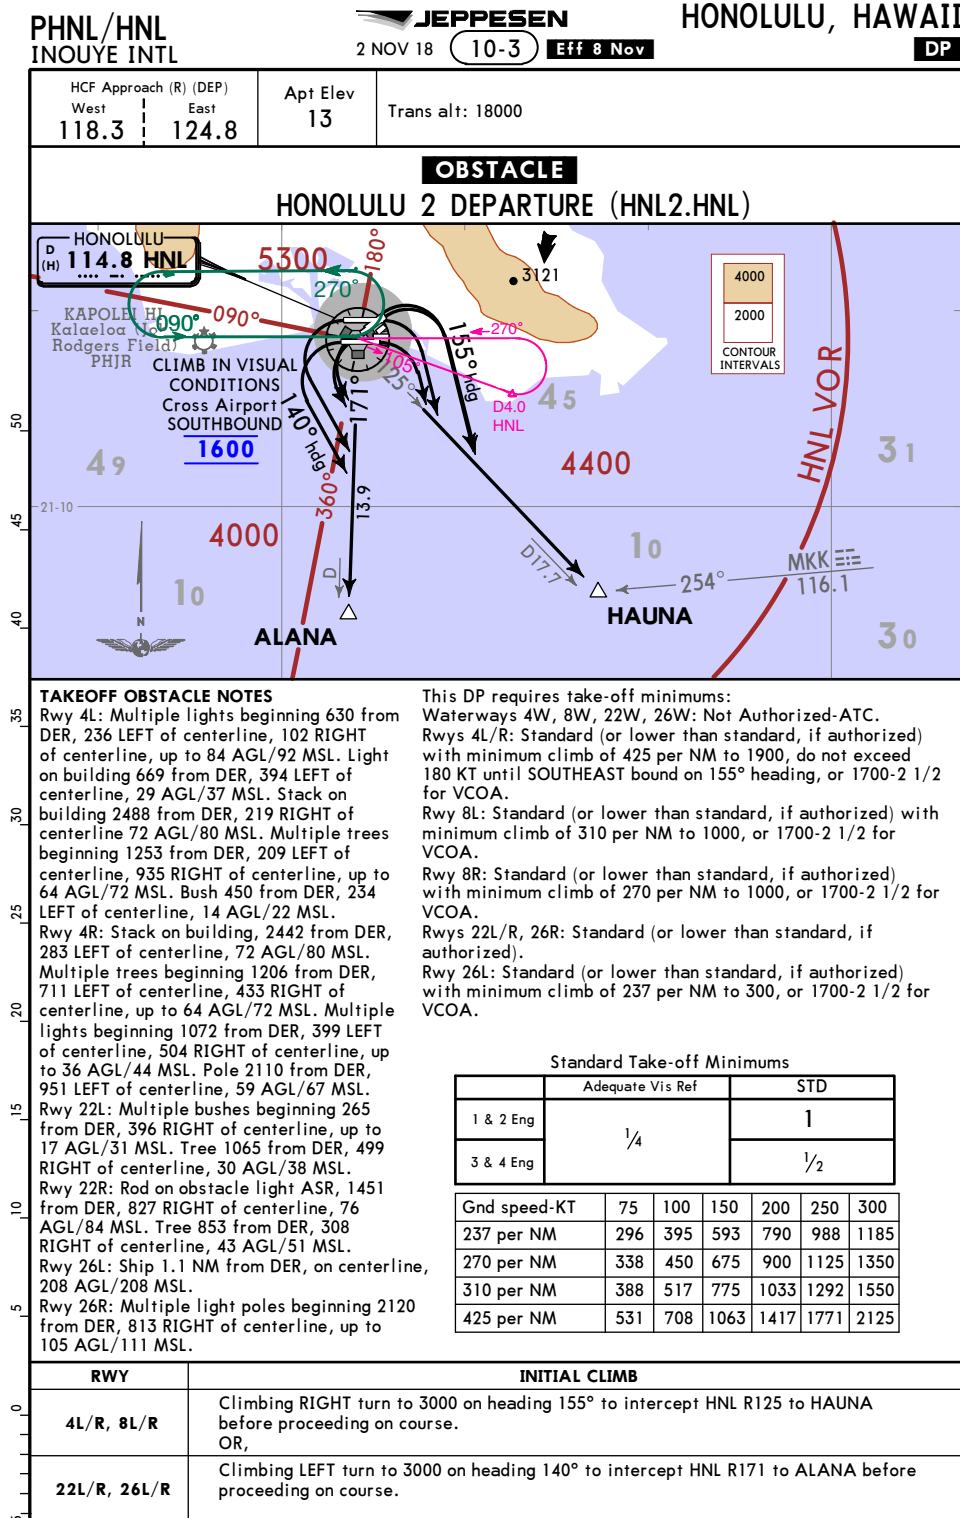 PHNL/HNL
INOUYE INTL
JEPPESEN
2 NOV 18
10-3
Eff 8 Nov
HONOLULU, HAWAII
DP
HCF Approach (R) (DEP)
West
East
118.3
124.8
Apt Elev
13
Trans alt: 18000
OBSTACLE
HONOLULU 2 DEPARTURE (HNL2.HNL)
HONOLULU
D
(H)
114.8 HNL
5300
180°
3121
270°
090°
090°
KAPOLEI HI
Kalaeloa (Jo
Rodgers Field)
PHJR
CLIMB IN VISUAL
CONDITIONS
Cross Airport
SOUTHBOUND
1600
270°
105°
125°
155° hdg
171°
140° hdg
D4.0
HNL
4000
2000
CONTOUR
INTERVALS
HNL VOR
4 5
4 9
4400
3 1
360°
13.9
21-10
4000
D
D17.7
1 0
1 0
MKK
116.1
254°
HAUNA
ALANA
N
3 0
50
45
40
35
30
25
20
15
10
5
0
TAKEOFF OBSTACLE NOTES
Rwy 4L: Multiple lights beginning 630 from
DER, 236 LEFT of centerline, 102 RIGHT
of centerline, up to 84 AGL/92 MSL. Light
on building 669 from DER, 394 LEFT of
centerline, 29 AGL/37 MSL. Stack on
building 2488 from DER, 219 RIGHT of
centerline 72 AGL/80 MSL. Multiple trees
beginning 1253 from DER, 209 LEFT of
centerline, 935 RIGHT of centerline, up to
64 AGL/72 MSL. Bush 450 from DER, 234
LEFT of centerline, 14 AGL/22 MSL.
Rwy 4R: Stack on building, 2442 from DER,
283 LEFT of centerline, 72 AGL/80 MSL.
Multiple trees beginning 1206 from DER,
711 LEFT of centerline, 433 RIGHT of
centerline, up to 64 AGL/72 MSL. Multiple
lights beginning 1072 from DER, 399 LEFT
of centerline, 504 RIGHT of centerline, up
to 36 AGL/44 MSL. Pole 2110 from DER,
951 LEFT of centerline, 59 AGL/67 MSL.
Rwy 22L: Multiple bushes beginning 265
from DER, 396 RIGHT of centerline, up to
17 AGL/31 MSL. Tree 1065 from DER, 499
RIGHT of centerline, 30 AGL/38 MSL.
Rwy 22R: Rod on obstacle light ASR, 1451
from DER, 827 RIGHT of centerline, 76
AGL/84 MSL. Tree 853 from DER, 308
RIGHT of centerline, 43 AGL/51 MSL.
Rwy 26L: Ship 1.1 NM from DER, on centerline,
208 AGL/208 MSL.
Rwy 26R: Multiple light poles beginning 2120
from DER, 813 RIGHT of centerline, up to
105 AGL/111 MSL.
This DP requires take-off minimums:
Waterways 4W, 8W, 22W, 26W: Not Authorized-ATC.
Rwys 4L/R: Standard (or lower than standard, if authorized)
with minimum climb of 425 per NM to 1900, do not exceed
180 KT until SOUTHEAST bound on 155° heading, or 1700-2 1/2
for VCOA.
Rwy 8L: Standard (or lower than standard, if authorized) with
minimum climb of 310 per NM to 1000, or 1700-2 1/2 for
VCOA.
Rwy 8R: Standard (or lower than standard, if authorized)
with minimum climb of 270 per NM to 1000, or 1700-2 1/2 for
VCOA.
Rwys 22L/R, 26R: Standard (or lower than standard, if
authorized).
Rwy 26L: Standard (or lower than standard, if authorized)
with minimum climb of 237 per NM to 300, or 1700-2 1/2 for
VCOA.
Standard Take-off Minimums
Adequate Vis Ref
STD
1 & 2 Eng
1/4
1
3 & 4 Eng
1/2
Gnd speed-KT 75 100 150 200 250 300
237 per NM 296 395 593 790 988 1185
270 per NM 338 450 675 900 1125 1350
310 per NM 388 517 775 1033 1292 1550
425 per NM 531 708 1063 1417 1771 2125
RWY
INITIAL CLIMB
4L/R, 8L/R
Climbing RIGHT turn to 3000 on heading 155° to intercept HNL R125 to HAUNA
before proceeding on course.
OR,
22L/R, 26L/R
Climbing LEFT turn to 3000 on heading 140° to intercept HNL R171 to ALANA before
proceeding on course.